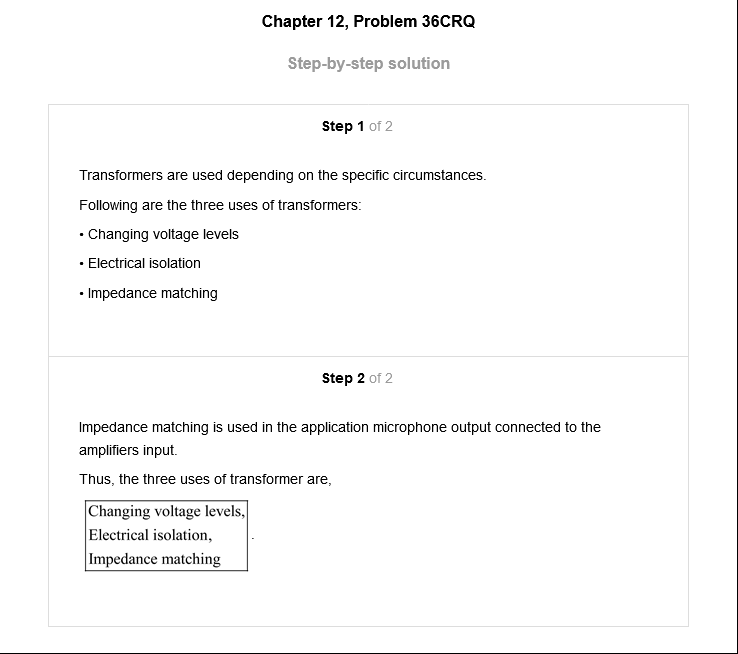 Chapter 12, Problem 36CRQ
Step-by-step solution
Step 1 of 2
Transformers are used depending on the specific circumstances.
Following are the three uses of transformers:
• Changing voltage levels
• Electrical isolation
• Impedance matching
Step 2 of 2
Impedance matching is used in the application microphone output connected to the
amplifiers input.
Thus, the three uses of transformer are,
Changing voltage levels,
Electrical isolation,
Impedance matching
.